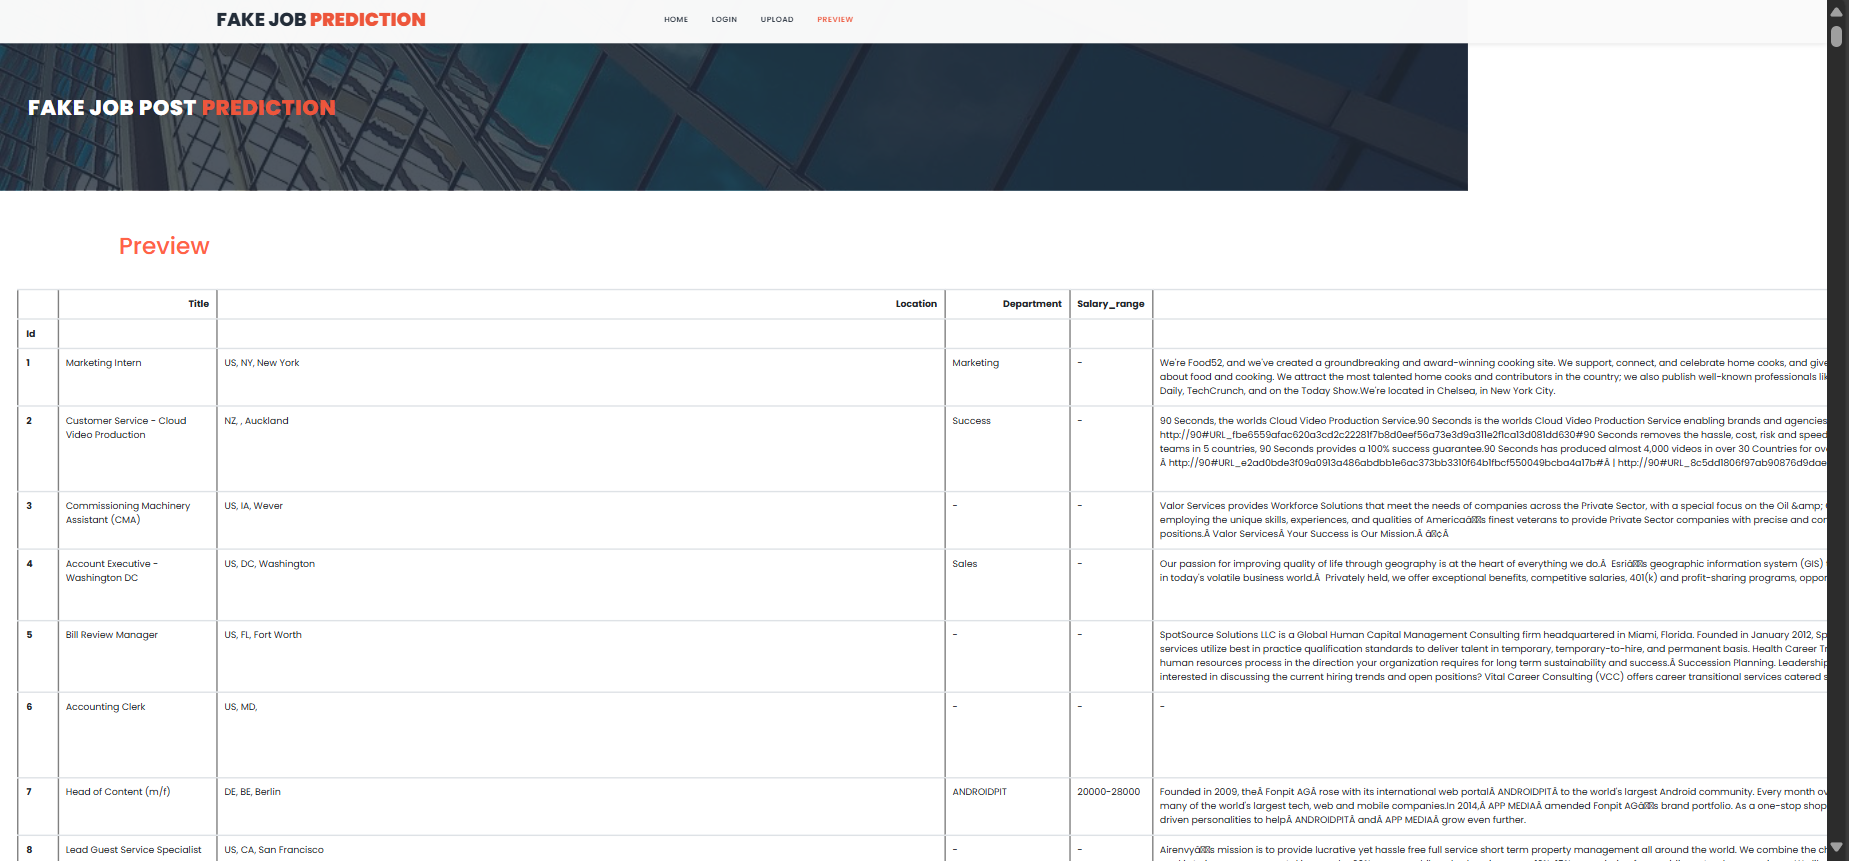 FAKE JOB PREDICTION
HOME LOGIN UPLOAD PREVIEW
FAKE JOB POST PREDICTION
Preview
Title Location Department Salary_range
Id
1 Marketing Intern US, NY, New York Marketing - We're Food52, and we've created a groundbreaking and award-winning cooking site. We support, connect, and celebrate home cooks, and give
about food and cooking. We attract the most talented home cooks and contributors in the country; we also publish well-known professionals lik
Daily, TechCrunch, and on the Today Show.We're located in Chelsea, in New York City.
2 Customer Service - Cloud NZ, , Auckland Success - 90 Seconds, the worlds Cloud Video Production Service.90 Seconds is the worlds Cloud Video Production Service enabling brands and agencies
Video Production http://90#URL_fbe6559afac620a3cd2c22281f7b8d0eef56a73e3d9a311e2f1ca13d081dd630#90 Seconds removes the hassle, cost, risk and speed
teams in 5 countries, 90 Seconds provides a 100% success guarantee.90 Seconds has produced almost 4,000 videos in over 30 Countries for ove
Â http://90#URL_e2ad0bde3f09a0913a486abdbb1e6ac373bb3310f64b1fbcf550049bcba4a17b#Â | http://90#URL_8c5dd1806f97ab90876d9dae
3 Commissioning Machinery US, IA, Wever - - Valor Services provides Workforce Solutions that meet the needs of companies across the Private Sector, with a special focus on the Oil &amp;
Assistant (CMA) employing the unique skills, experiences, and qualities of Americaâs finest veterans to provide Private Sector companies with precise and cor
positions.Â Valor ServicesÂ Your Success is Our Mission.Â â¢Â
4 Account Executive - US, DC, Washington Sales - Our passion for improving quality of life through geography is at the heart of everything we do.Â Esriâs geographic information system (GIS)
Washington DC in today's volatile business world.Â Privately held, we offer exceptional benefits, competitive salaries, 401(k) and profit-sharing programs, oppor
5 Bill Review Manager US, FL, Fort Worth - - SpotSource Solutions LLC is a Global Human Capital Management Consulting firm headquartered in Miami, Florida. Founded in January 2012, Sp
services utilize best in practice qualification standards to deliver talent in temporary, temporary-to-hire, and permanent basis. Health Career Tr
human resources process in the direction your organization requires for long term sustainability and success.Â Succession Planning. Leadership
interested in discussing the current hiring trends and open positions? Vital Career Consulting (VCC) offers career transitional services catered s
6 Accounting Clerk US, MD, - - -
7 Head of Content (m/f) DE, BE, Berlin ANDROIDPIT 20000-28000 Founded in 2009, theÂ Fonpit AGÂ rose with its international web portalÂ ANDROIDPITÂ to the world's largest Android community. Every month ov
many of the world's largest tech, web and mobile companies.In 2014,Â APP MEDIAÂ amended Fonpit AGâs brand portfolio. As a one-stop shop
driven personalities to helpÂ ANDROIDPITÂ andÂ APP MEDIAÂ grow even further.
8 Lead Guest Service Specialist US, CA, San Francisco - - Airenvyâs mission is to provide lucrative yet hassle free full service short term property management all around the world. We combine the ch